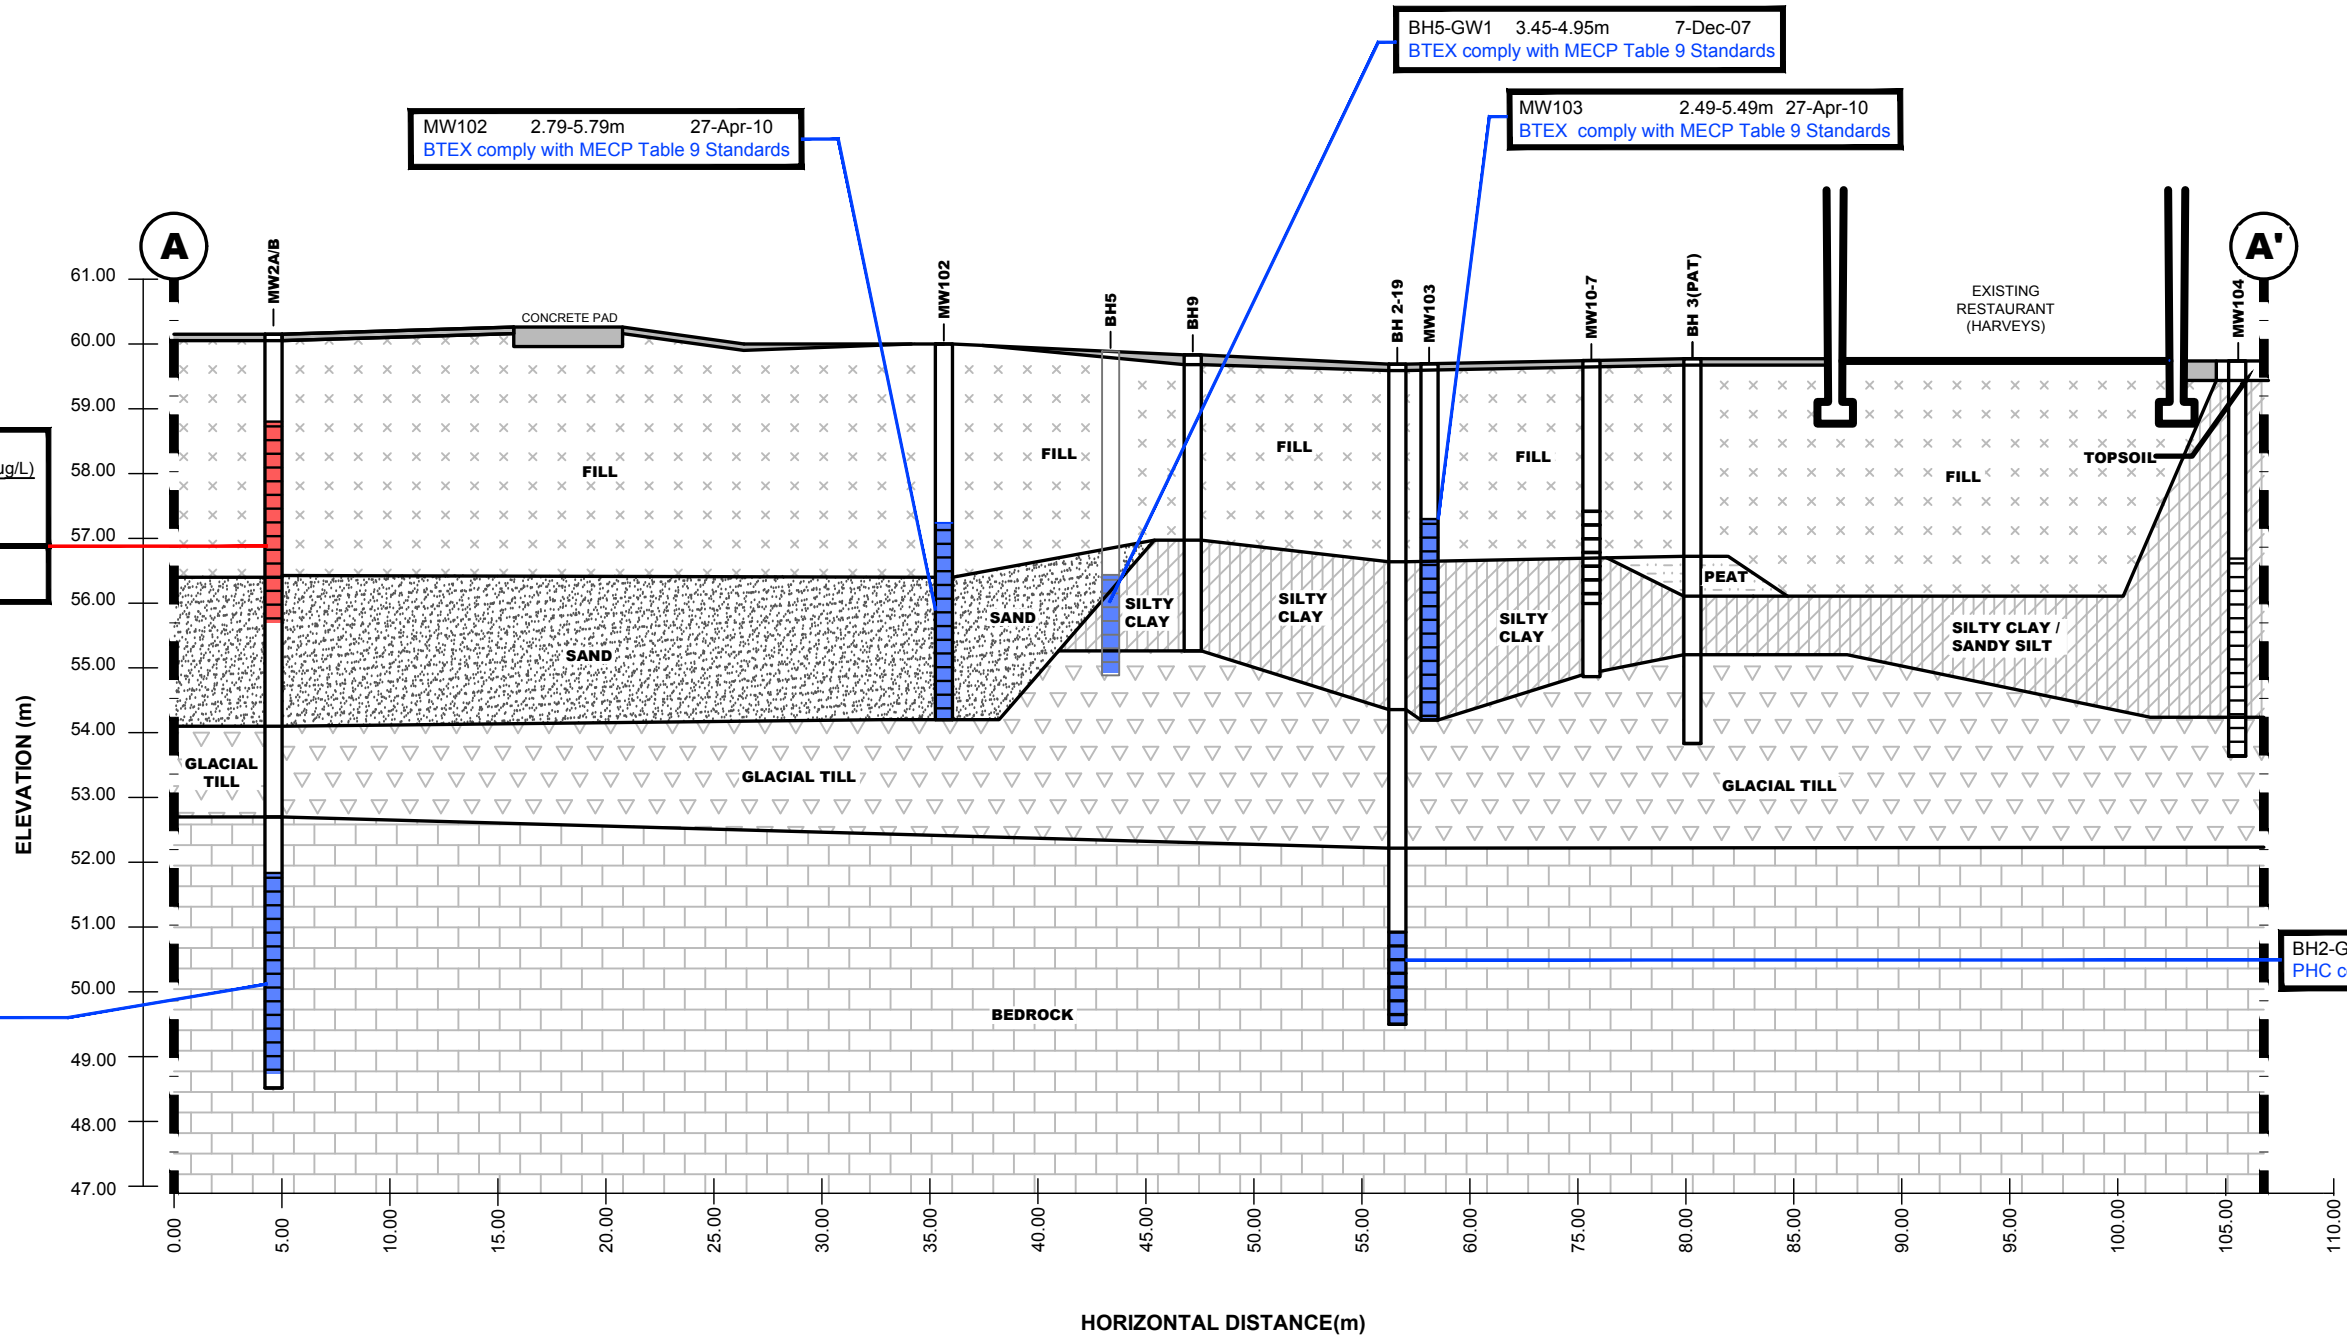 BH5-GW1 3.45-4.95m 7-Dec-07
BTEX comply with MECP Table 9 Standards
MW102 2.79-5.79m 27-Apr-10
BTEX comply with MECP Table 9 Standards
MW103 2.49-5.49m 27-Apr-10
BTEX comply with MECP Table 9 Standards
A
A'
MW2A/B
MW102
BH5
BH9
BH 2-19
MW103
MW10-7
BH 3(PAT)
MW104
CONCRETE PAD
EXISTING
RESTAURANT
(HARVEYS)
61.00
60.00
59.00
58.00
57.00
56.00
55.00
54.00
53.00
52.00
51.00
50.00
49.00
48.00
47.00
ELEVATION (m)
ug/L)
FILL
FILL
FILL
FILL
FILL
TOPSOIL
PEAT
SAND
SAND
SILTY
CLAY
SILTY
CLAY
SILTY
CLAY
SILTY CLAY /
SANDY SILT
GLACIAL
TILL
GLACIAL TILL
GLACIAL TILL
BH2-G
PHC c
BEDROCK
0.00
5.00
10.00
15.00
20.00
25.00
30.00
35.00
40.00
45.00
50.00
55.00
60.00
65.00
70.00
75.00
80.00
85.00
90.00
95.00
100.00
105.00
110.00
HORIZONTAL DISTANCE(m)